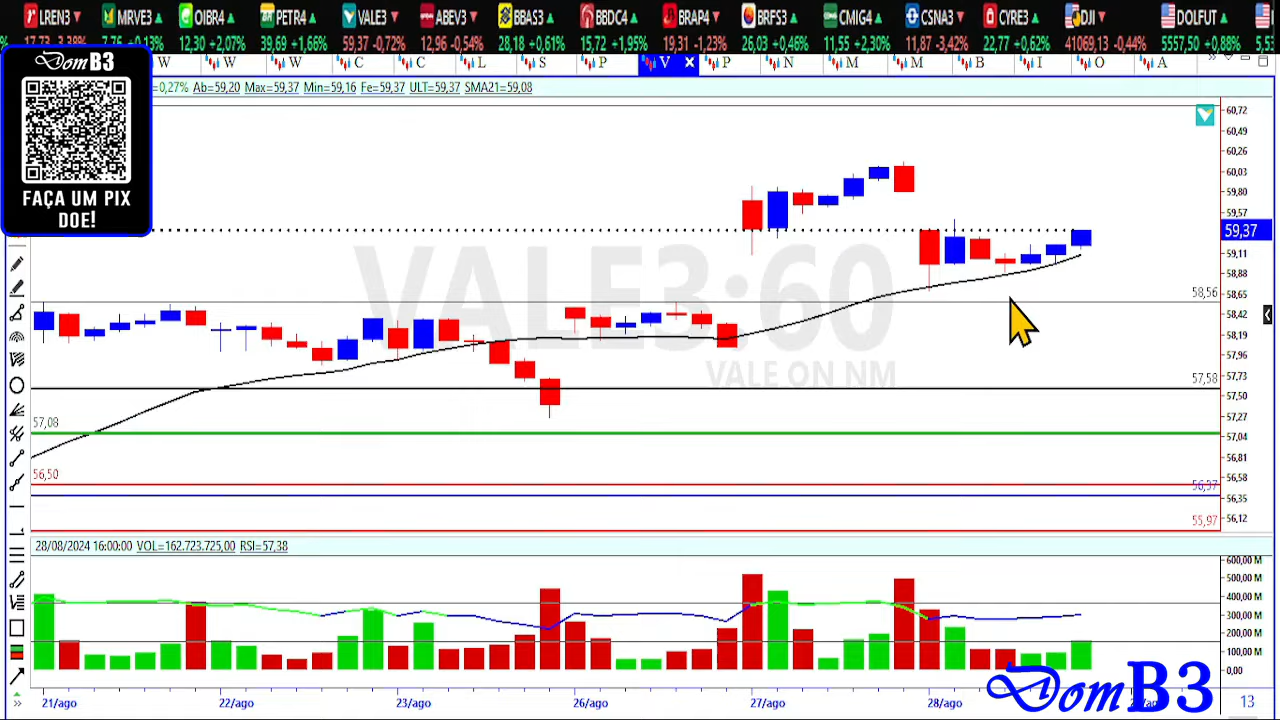 LREN3 MRVE3 OIBR4 PETR4 VALE3 ABEV3 BBAS3 BBDC4 BRAP4 BRFS3 CMIG4 CSNA3 CYRE3 DJI DOLFUT
17,73 -3,38% 7,76 +0,13% 12,30 +2,07% 39,69 +1,66% 59,37 -0,72% 12,96 -0,54% 28,18 +0,61% 15,72 +1,95% 19,31 -1,23% 26,03 +0,46% 11,55 +2,30% 11,87 -3,42% 22,77 +0,62% 41069,13 -0,44% 5557,50 +0,88%
W W W C C L S P V P N M M B I O A
DomB3
FAÇA UM PIX
DOE!
=0,27% Ab=59,20 Max=59,37 Min=59,16 Fe=59,37 ULT=59,37 SMA21=59,08
VALE3:60
VALE ON NM
60,72
60,49
60,26
60,03
59,80
59,57
59,37
59,11
58,88
58,65
58,42
58,19
57,96
57,73
57,50
57,27
57,04
56,81
56,58
56,35
56,12
58,56
57,58
57,08
56,50
56,37
55,97
28/08/2024 16:00:00 VOL=162.723.725,00 RSI=57,38
600,00 M
500,00 M
400,00 M
300,00 M
200,00 M
100,00 M
0,00
21/ago 22/ago 23/ago 26/ago 27/ago 28/ago 13
DomB3